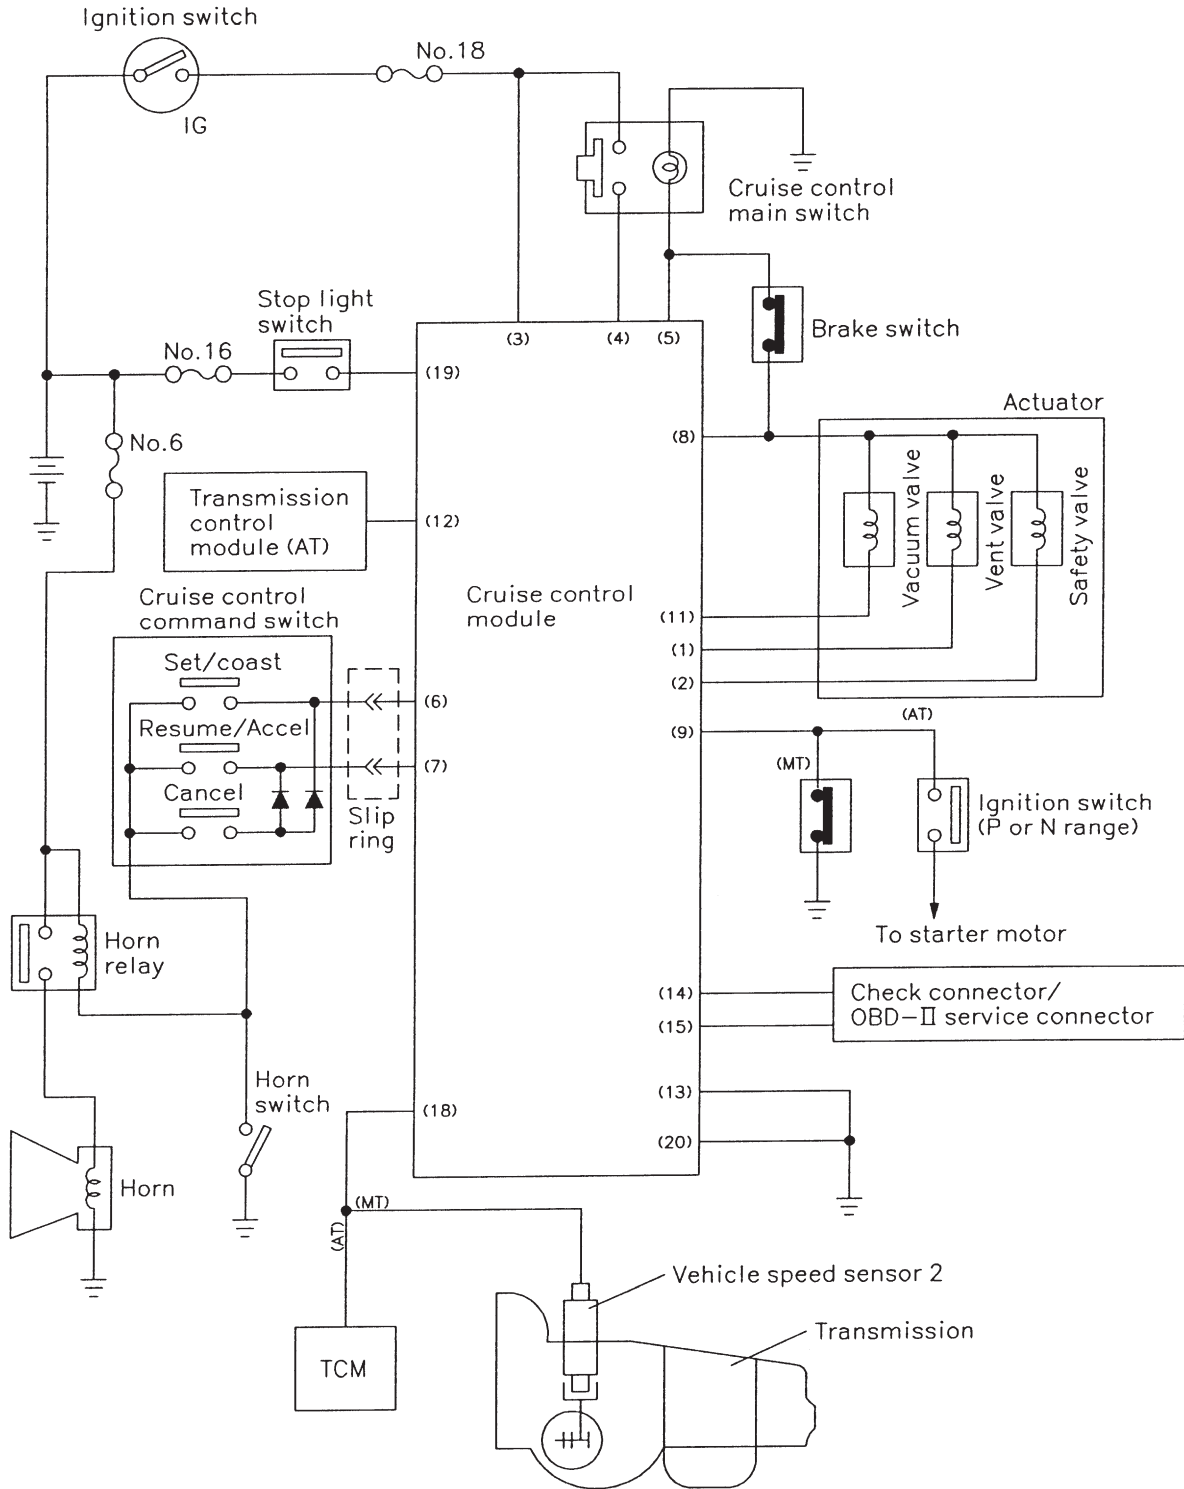 Ignition switch
No.18
IG
Cruise control
main switch
Stop light
switch
(3)
(4)
(5)
Brake switch
No.16
(19)
Actuator
No.6
(8)
Vacuum valve
Vent valve
Safety valve
Transmission
control
module (AT)
(12)
Cruise control
command switch
Cruise control
module
(11)
(1)
(2)
Set/coast
(6)
Resume/Accel
(7)
Cancel
Slip
ring
(9)
(AT)
(MT)
Ignition switch
(P or N range)
To starter motor
Horn
relay
(14)
(15)
Check connector/
OBD-II service connector
Horn
switch
(18)
(13)
(20)
Horn
(MT)
(AT)
Vehicle speed sensor 2
Transmission
TCM